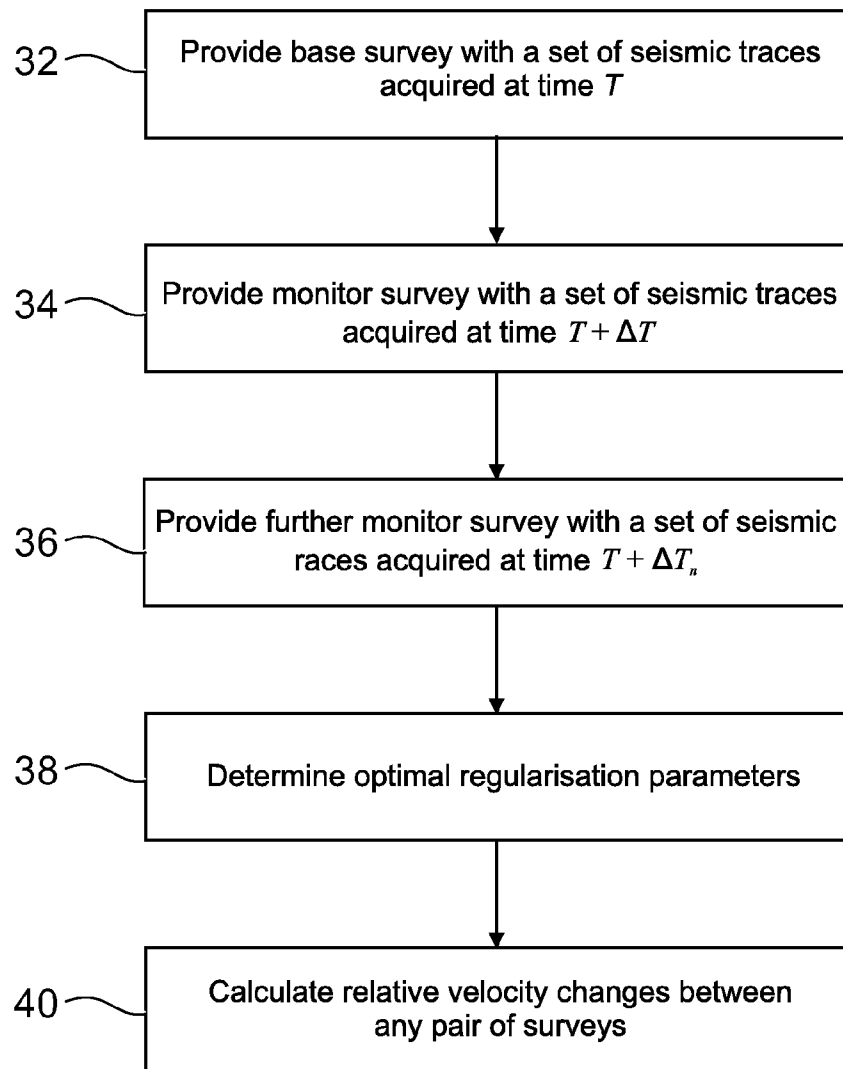 32
Provide base survey with a set of seismic traces
acquired at time T
34
Provide monitor survey with a set of seismic traces
acquired at time T + ΔT
36
Provide further monitor survey with a set of seismic
races acquired at time T + ΔTₙ
38
Determine optimal regularisation parameters
40
Calculate relative velocity changes between
any pair of surveys